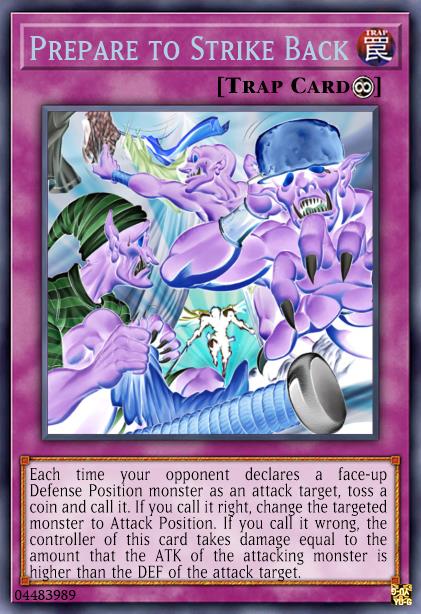 PREPARE TO STRIKE BACK
TRAP
罠
[TRAP CARD♾]
Each time your opponent declares a face-up
Defense Position monster as an attack target, toss a
coin and call it. If you call it right, change the targeted
monster to Attack Position. If you call it wrong, the
controller of this card takes damage equal to the
amount that the ATK of the attacking monster is
higher than the DEF of the attack target.
04483989